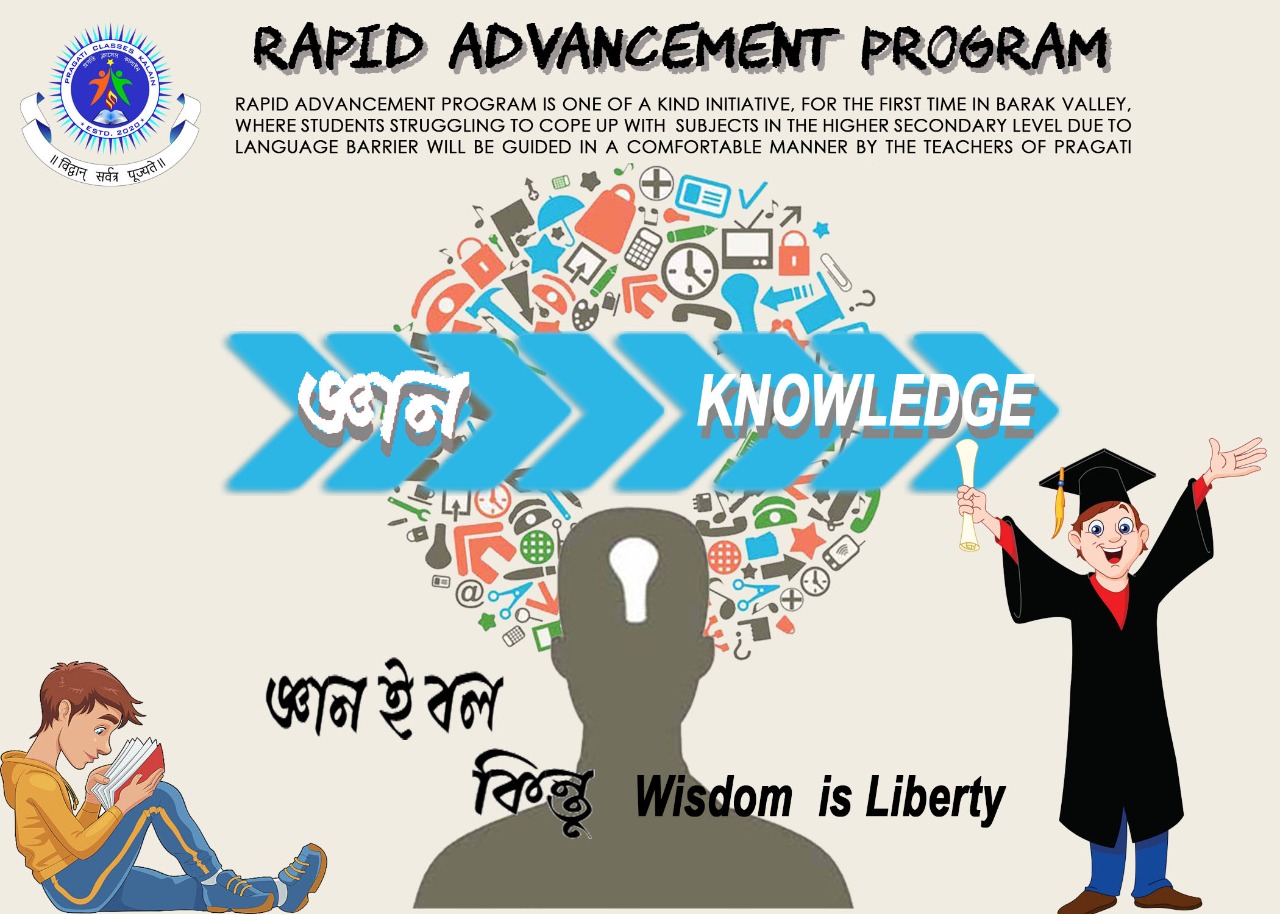 RAPID ADVANCEMENT PROGRAM
PRAGATI CLASSES KALAIN
প্রগতি ক্লাসেস কালাইন
ESTD. 2020
॥ विद्वान् सर्वत्र पूज्यते ॥
RAPID ADVANCEMENT PROGRAM IS ONE OF A KIND INITIATIVE, FOR THE FIRST TIME IN BARAK VALLEY,
WHERE STUDENTS STRUGGLING TO COPE UP WITH SUBJECTS IN THE HIGHER SECONDARY LEVEL DUE TO
LANGUAGE BARRIER WILL BE GUIDED IN A COMFORTABLE MANNER BY THE TEACHERS OF PRAGATI
জ্ঞান KNOWLEDGE
জ্ঞান ই বল
কিন্তু Wisdom is Liberty